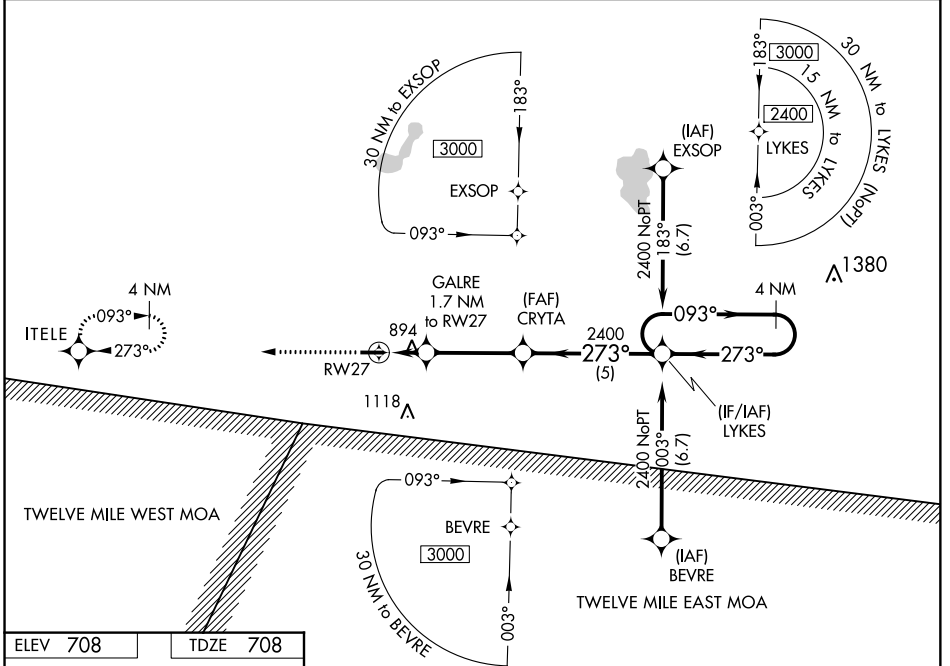 30 NM to EXSOP
183°
3000
EXSOP
093°
183°
3000
2400
LYKES
003°
30 NM to LYKES (NoPT)
15 NM to LYKES
(IAF)
EXSOP
2400 NoPT
183°
(6.7)
1380
4 NM
ITELE
093°
273°
GALRE
1.7 NM
to RW27
894
RW27
1118
(FAF)
CRYTA
2400
273°
(5)
4 NM
093°
273°
(IF/IAF)
LYKES
2400 NoPT
003°
(6.7)
(IAF)
BEVRE
TWELVE MILE WEST MOA
093°
BEVRE
3000
30 NM to BEVRE
003°
TWELVE MILE EAST MOA
ELEV 708
TDZE 708